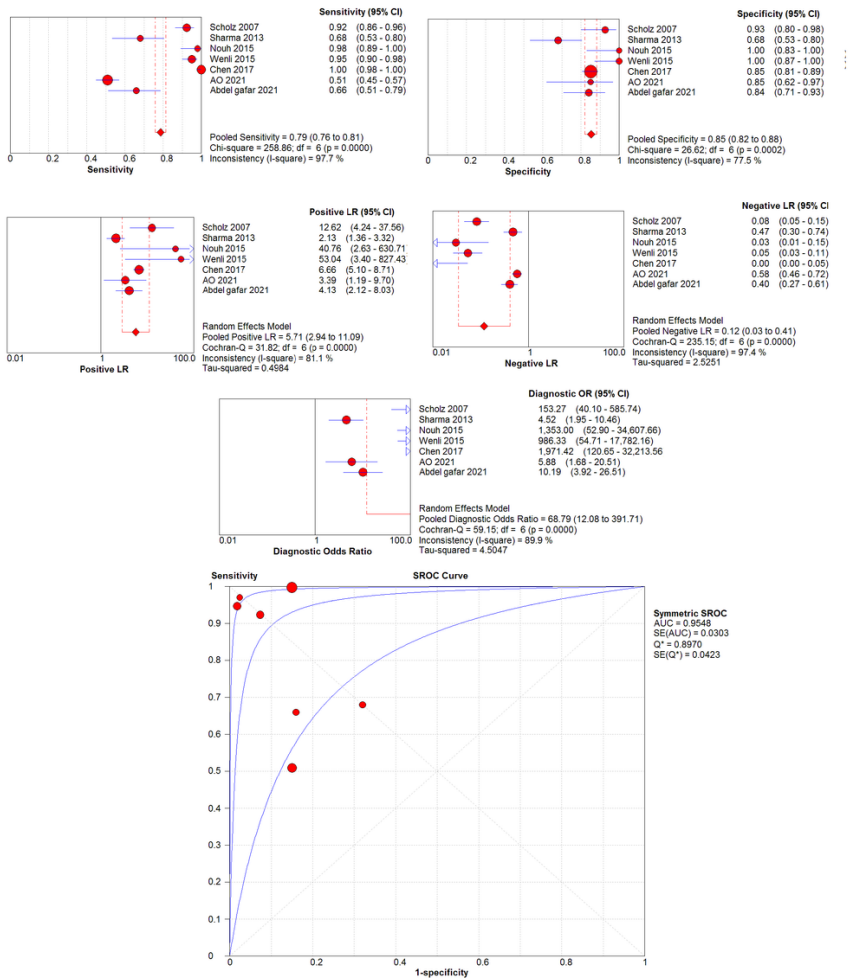 Sensitivity (95% CI)
Scholz 2007 0.92 (0.86 - 0.96)
Sharma 2013 0.68 (0.53 - 0.80)
Nouh 2015 0.98 (0.89 - 1.00)
Wenli 2015 0.95 (0.90 - 0.98)
Chen 2017 1.00 (0.98 - 1.00)
AO 2021 0.51 (0.45 - 0.57)
Abdel gafar 2021 0.66 (0.51 - 0.79)
Pooled Sensitivity = 0.79 (0.76 to 0.81)
Chi-square = 258.86; df = 6 (p = 0.0000)
Inconsistency (I-square) = 97.7 %
0 0.2 0.4 0.6 0.8 1
Sensitivity
Specificity (95% CI)
Scholz 2007 0.93 (0.80 - 0.98)
Sharma 2013 0.68 (0.53 - 0.80)
Nouh 2015 1.00 (0.83 - 1.00)
Wenli 2015 1.00 (0.87 - 1.00)
Chen 2017 0.85 (0.81 - 0.89)
AO 2021 0.85 (0.62 - 0.97)
Abdel gafar 2021 0.84 (0.71 - 0.93)
Pooled Specificity = 0.85 (0.82 to 0.88)
Chi-square = 26.62; df = 6 (p = 0.0002)
Inconsistency (I-square) = 77.5 %
0 0.2 0.4 0.6 0.8 1
Specificity
Positive LR (95% CI)
Scholz 2007 12.62 (4.24 - 37.56)
Sharma 2013 2.13 (1.36 - 3.32)
Nouh 2015 40.76 (2.63 - 630.71
Wenli 2015 53.04 (3.40 - 827.43
Chen 2017 6.66 (5.10 - 8.71)
AO 2021 3.39 (1.19 - 9.70)
Abdel gafar 2021 4.13 (2.12 - 8.03)
Random Effects Model
Pooled Positive LR = 5.71 (2.94 to 11.09)
Cochran-Q = 31.82; df = 6 (p = 0.0000)
Inconsistency (I-square) = 81.1 %
Tau-squared = 0.4984
0.01 1 100.0
Positive LR
Negative LR (95% CI)
Scholz 2007 0.08 (0.05 - 0.15)
Sharma 2013 0.47 (0.30 - 0.74)
Nouh 2015 0.03 (0.01 - 0.15)
Wenli 2015 0.05 (0.03 - 0.11)
Chen 2017 0.00 (0.00 - 0.05)
AO 2021 0.58 (0.46 - 0.72)
Abdel gafar 2021 0.40 (0.27 - 0.61)
Random Effects Model
Pooled Negative LR = 0.12 (0.03 to 0.41)
Cochran-Q = 235.15; df = 6 (p = 0.0000)
Inconsistency (I-square) = 97.4 %
Tau-squared = 2.5251
0.01 1 100.0
Negative LR
Diagnostic OR (95% CI)
Scholz 2007 153.27 (40.10 - 585.74)
Sharma 2013 4.52 (1.95 - 10.46)
Nouh 2015 1,353.00 (52.90 - 34,607.66)
Wenli 2015 986.33 (54.71 - 17,782.16)
Chen 2017 1,971.42 (120.65 - 32,213.56
AO 2021 5.88 (1.68 - 20.51)
Abdel gafar 2021 10.19 (3.92 - 26.51)
Random Effects Model
Pooled Diagnostic Odds Ratio = 68.79 (12.08 to 391.71)
Cochran-Q = 59.15; df = 6 (p = 0.0000)
Inconsistency (I-square) = 89.9 %
Tau-squared = 4.5047
0.01 1 100.0
Diagnostic Odds Ratio
Sensitivity SROC Curve
1
0.9
0.8
0.7
0.6
0.5
0.4
0.3
0.2
0.1
0
0 0.2 0.4 0.6 0.8 1
1-specificity
Symmetric SROC
AUC = 0.9548
SE(AUC) = 0.0303
Q* = 0.8970
SE(Q*) = 0.0423